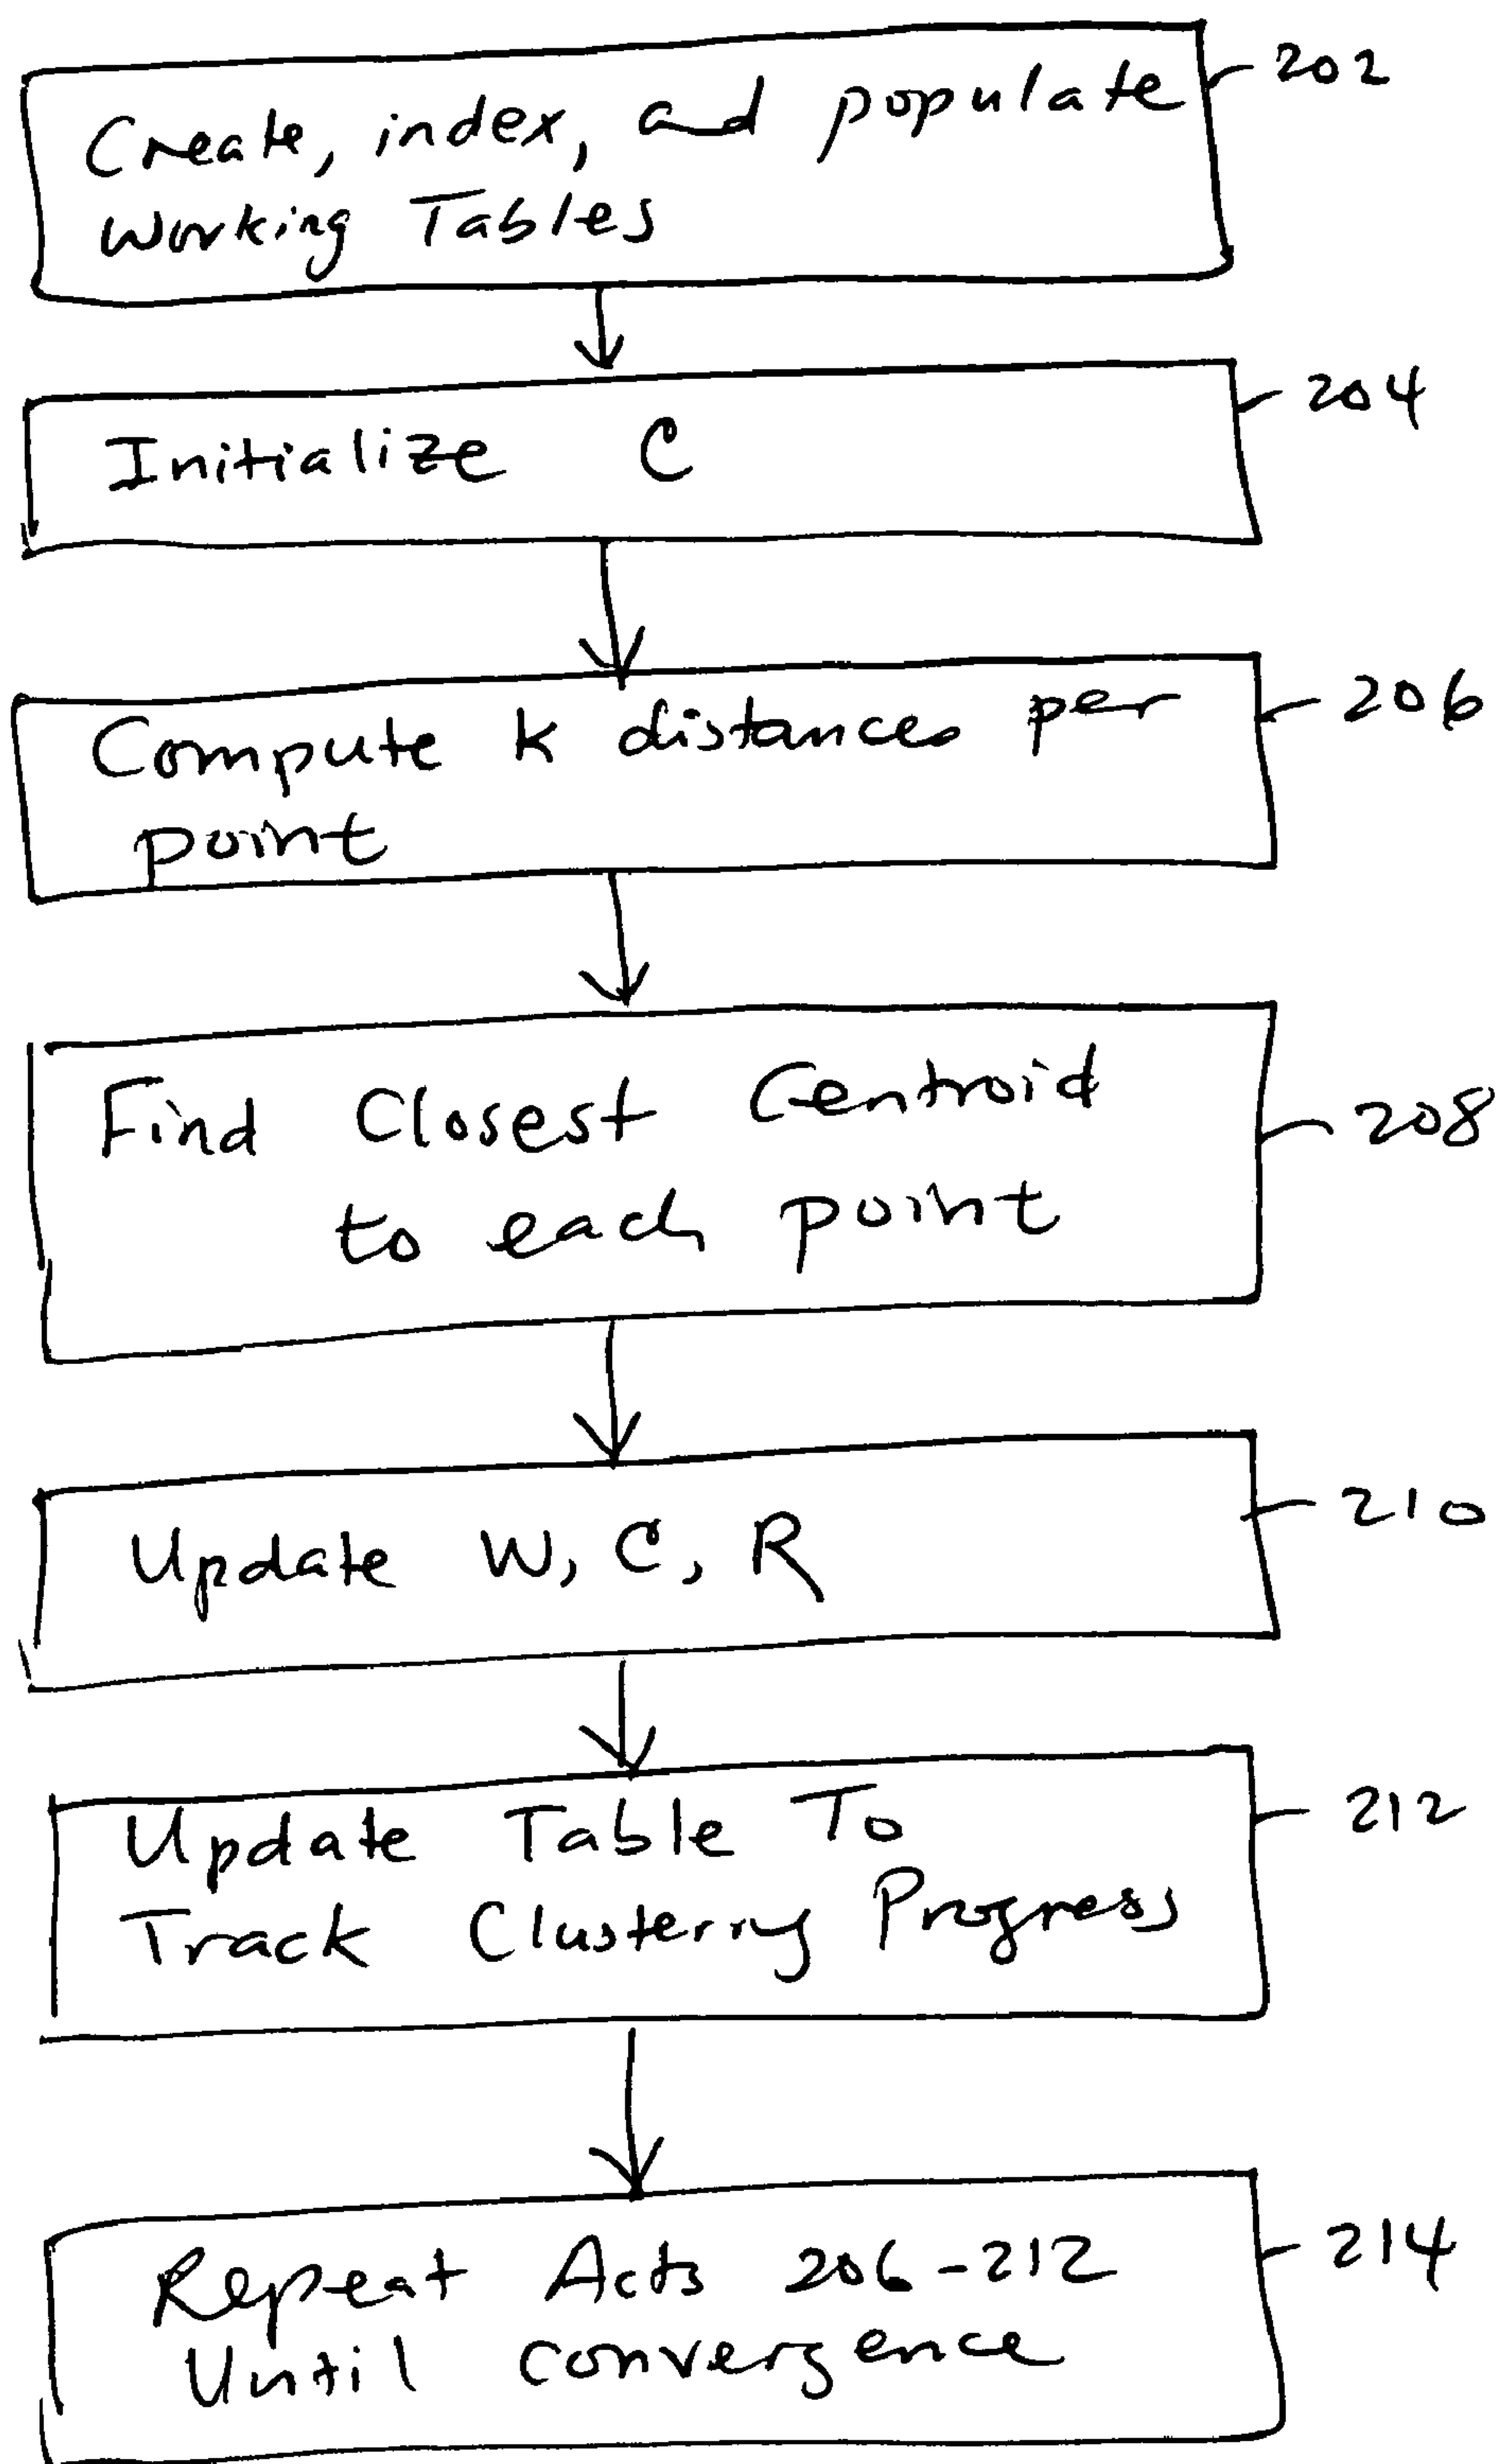 Create, index, and populate 202
Working Tables
Initialize C 204
Compute k distances per 206
point
Find Closest Centroid 208
to each point
Update W, C, R 210
Update Table To 212
Track Clustering Progress
Repeat Acts 206-212 214
Until convergence